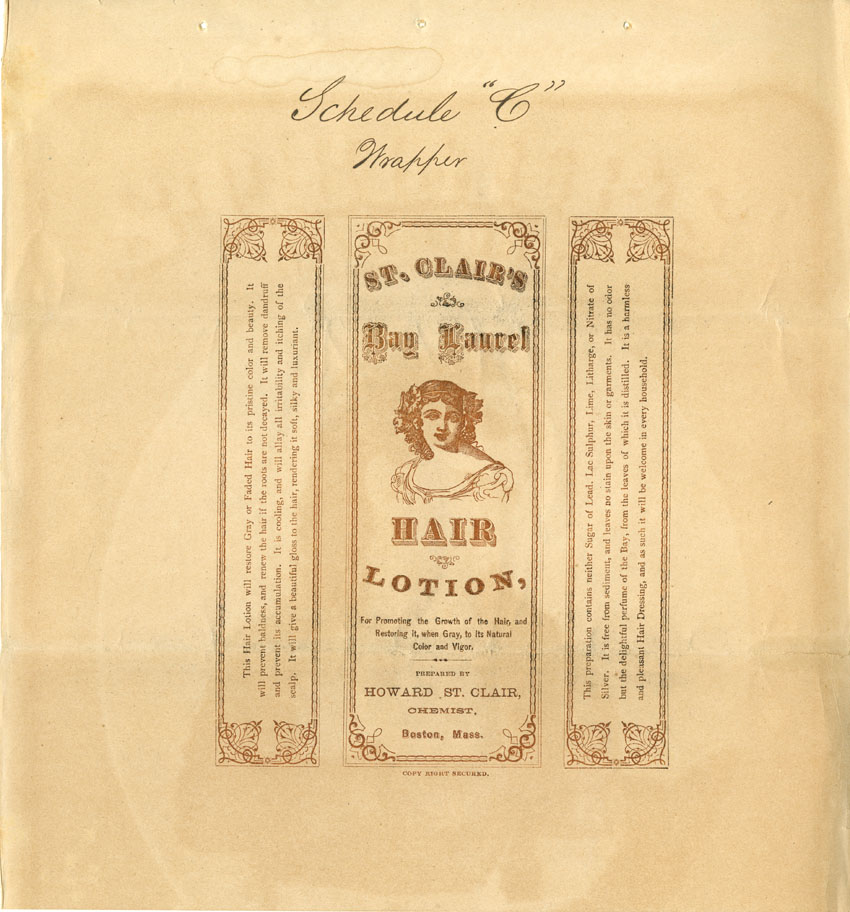 Schedule "C"
Wrapper
This Hair Lotion will restore Gray or Faded Hair to its pristine color and beauty. It
will prevent baldness, and renew the hair if the roots are not decayed. It will remove dandruff
and prevent its accumulation. It is cooling, and will allay all irritability and itching of the
scalp. It will give a beautiful gloss to the hair, rendering it soft, silky and luxuriant.
ST. CLAIR'S
Bay Laurel
HAIR
LOTION,
For Promoting the Growth of the Hair, and
Restoring it, when Gray, to its Natural
Color and Vigor.
PREPARED BY
HOWARD ST. CLAIR,
CHEMIST,
Boston, Mass.
COPY RIGHT SECURED.
This preparation contains neither Sugar of Lead, Lac Sulphur, Lime, Litharge, or Nitrate of
Silver. It is free from sediment, and leaves no stain upon the skin or garments. It has no odor
but the delightful perfume of the Bay, from the leaves of which it is distilled. It is a harmless
and pleasant Hair Dressing, and as such it will be welcome in every household.